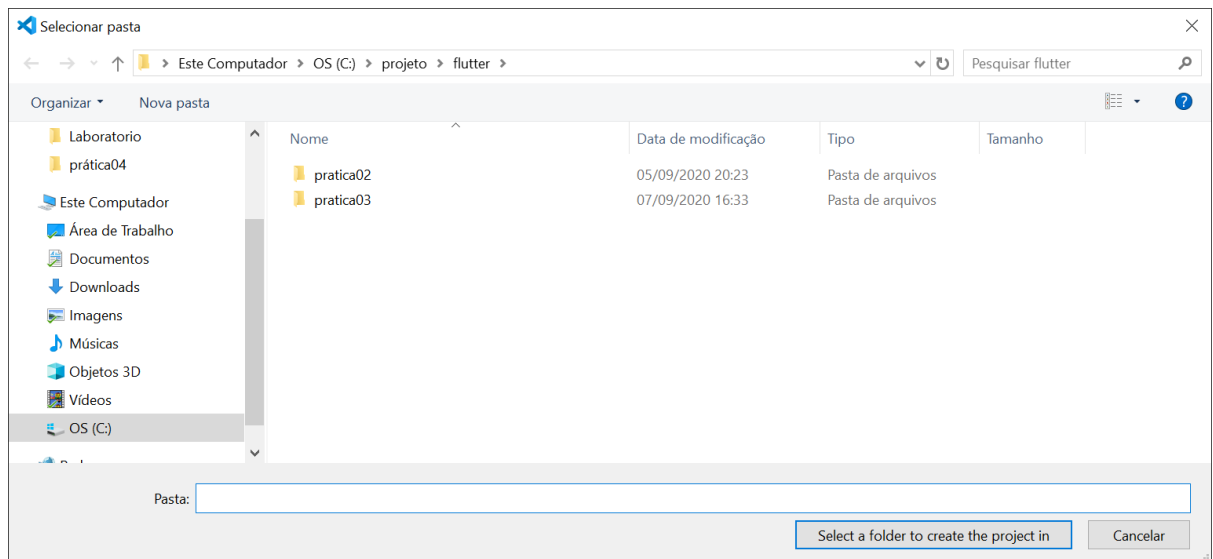 Selecionar pasta
Este Computador > OS (C:) > projeto > flutter >
Pesquisar flutter
Organizar
Nova pasta
Laboratorio
prática04
Este Computador
Área de Trabalho
Documentos
Downloads
Imagens
Músicas
Objetos 3D
Vídeos
OS (C:)
Nome Data de modificação Tipo Tamanho
pratica02 05/09/2020 20:23 Pasta de arquivos
pratica03 07/09/2020 16:33 Pasta de arquivos
Pasta:
Select a folder to create the project in
Cancelar